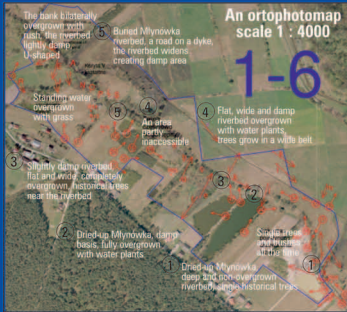 An ortophotomap
scale 1 : 4000
1-6
The bank bilaterally
overgrown with
rush, the riverbed
lightly damp
U-shaped
5
Buried Młynówka
riverbed, a road on a dyke,
the riverbed widens
creating damp area
Standing water
overgrown
with grass
5
4
An area
partly
inaccessible
4
Flat, wide and damp
riverbed overgrown
with water plants,
trees grow in a wide belt
3
Slightly damp riverbed,
flat and wide, completely
overgrown, historical trees
near the riverbed
3
2
2
Dried-up Młynówka, damp
basis, fully overgrown
with water plants
Single trees
and bushes
all the time
1
1
Dried-up Młynówka,
deep and non-overgrown
riverbed, single historical trees